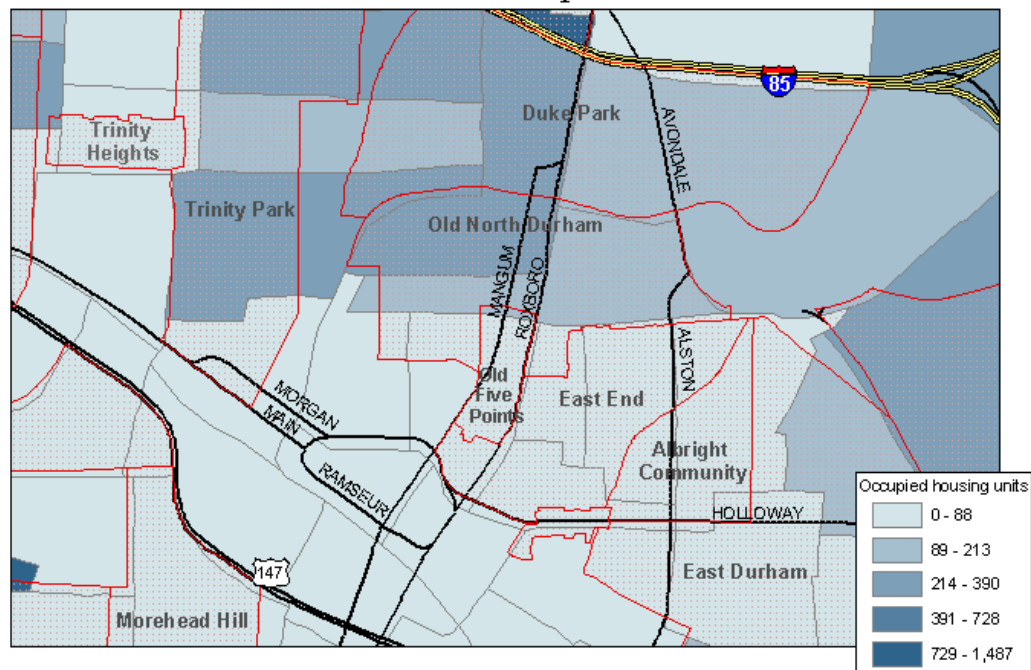 85
Duke Park
AVONDALE
Trinity
Heights
Trinity Park
Old North Durham
MANGUM
ROXBORO
ALSTON
Old
Five
Points
East End
MORGAN
MAIN
Albright
Community
RAMSEUR
HOLLOWAY
147
East Durham
Morehead Hill
Occupied housing units
0 - 88
89 - 213
214 - 390
391 - 728
729 - 1,487